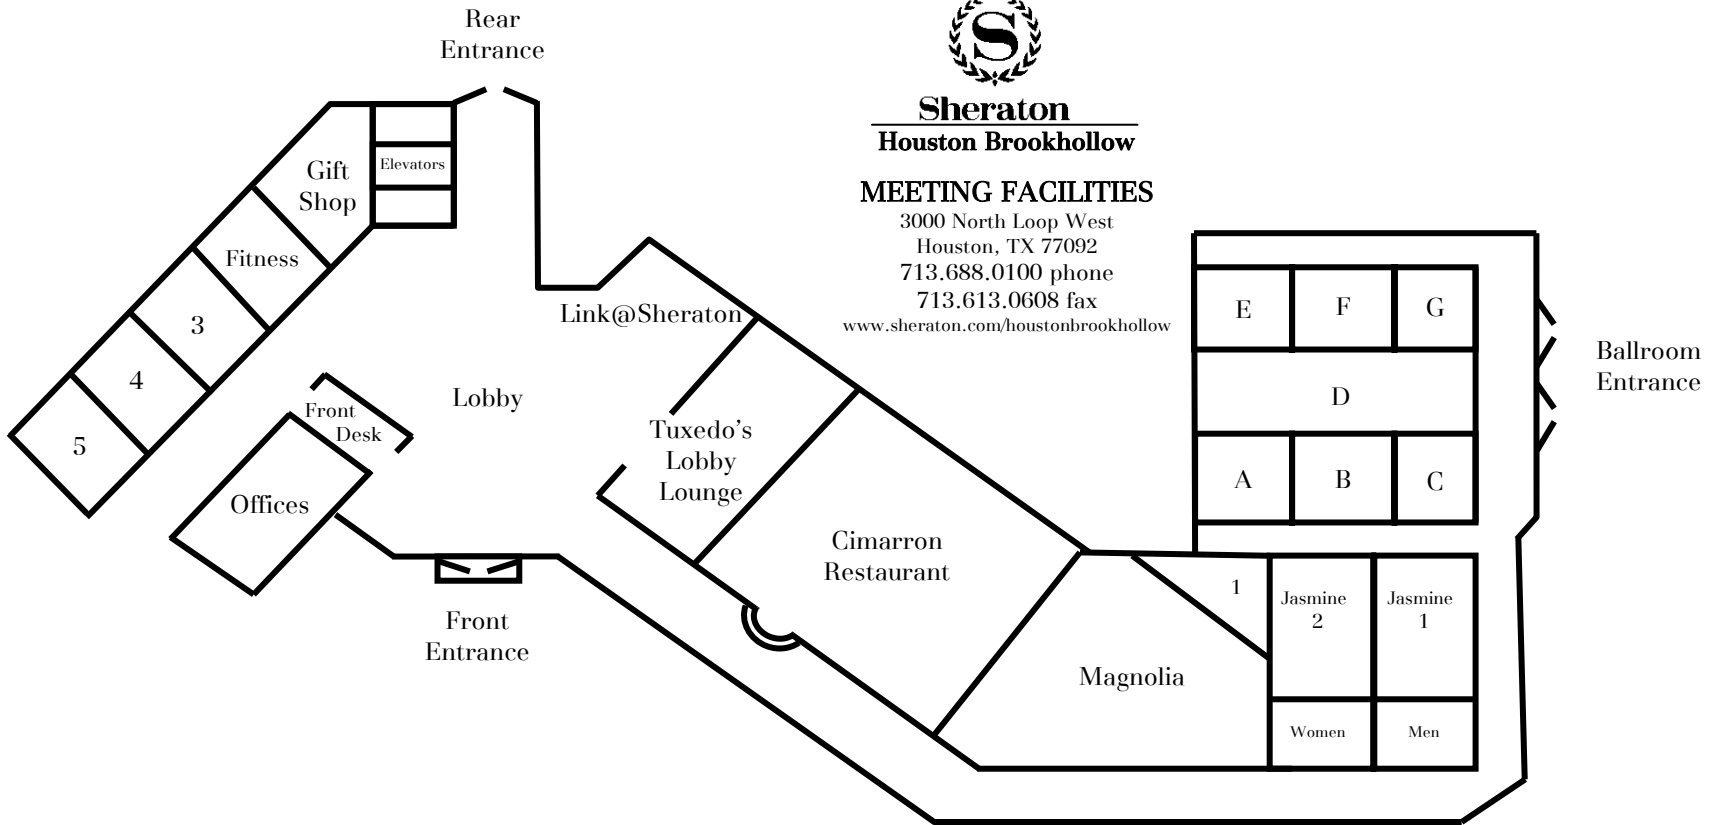 Rear
Entrance
S
Sheraton
Houston Brookhollow
MEETING FACILITIES
3000 North Loop West
Houston, TX 77092
713.688.0100 phone
713.613.0608 fax
www.sheraton.com/houstonbrookhollow
Elevators
Gift
Shop
Fitness
3
4
5
Link@Sheraton
Lobby
Front
Desk
Offices
Tuxedo's
Lobby
Lounge
Front
Entrance
Cimarron
Restaurant
Magnolia
1
Jasmine
2
Jasmine
1
Women
Men
E
F
G
D
A
B
C
Ballroom
Entrance